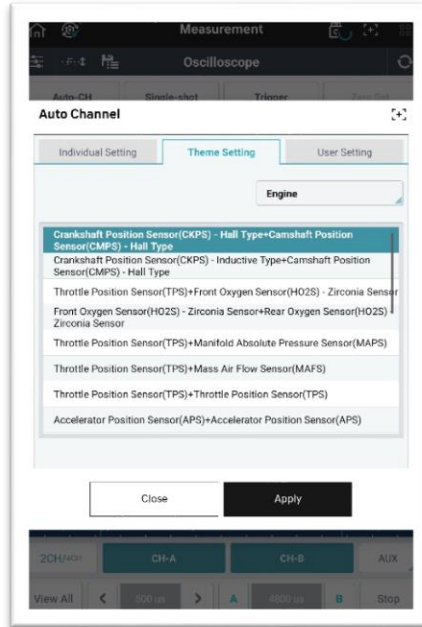 Measurement
Oscilloscope
Auto-CH Single-shot Trigger Zero Set
Auto Channel
Individual Setting Theme Setting User Setting
Engine
Crankshaft Position Sensor(CKPS) - Hall Type+Camshaft Position
Sensor(CMPS) - Hall Type
Crankshaft Position Sensor(CKPS) - Inductive Type+Camshaft Position
Sensor(CMPS) - Hall Type
Throttle Position Sensor(TPS)+Front Oxygen Sensor(HO2S) - Zirconia Sensor
Front Oxygen Sensor(HO2S) - Zirconia Sensor+Rear Oxygen Sensor(HO2S) -
Zirconia Sensor
Throttle Position Sensor(TPS)+Manifold Absolute Pressure Sensor(MAPS)
Throttle Position Sensor(TPS)+Mass Air Flow Sensor(MAFS)
Throttle Position Sensor(TPS)+Throttle Position Sensor(TPS)
Accelerator Position Sensor(APS)+Accelerator Position Sensor(APS)
Close Apply
2CH/4CH CH-A CH-B AUX
View All < 500 us > A 4800 us B Stop